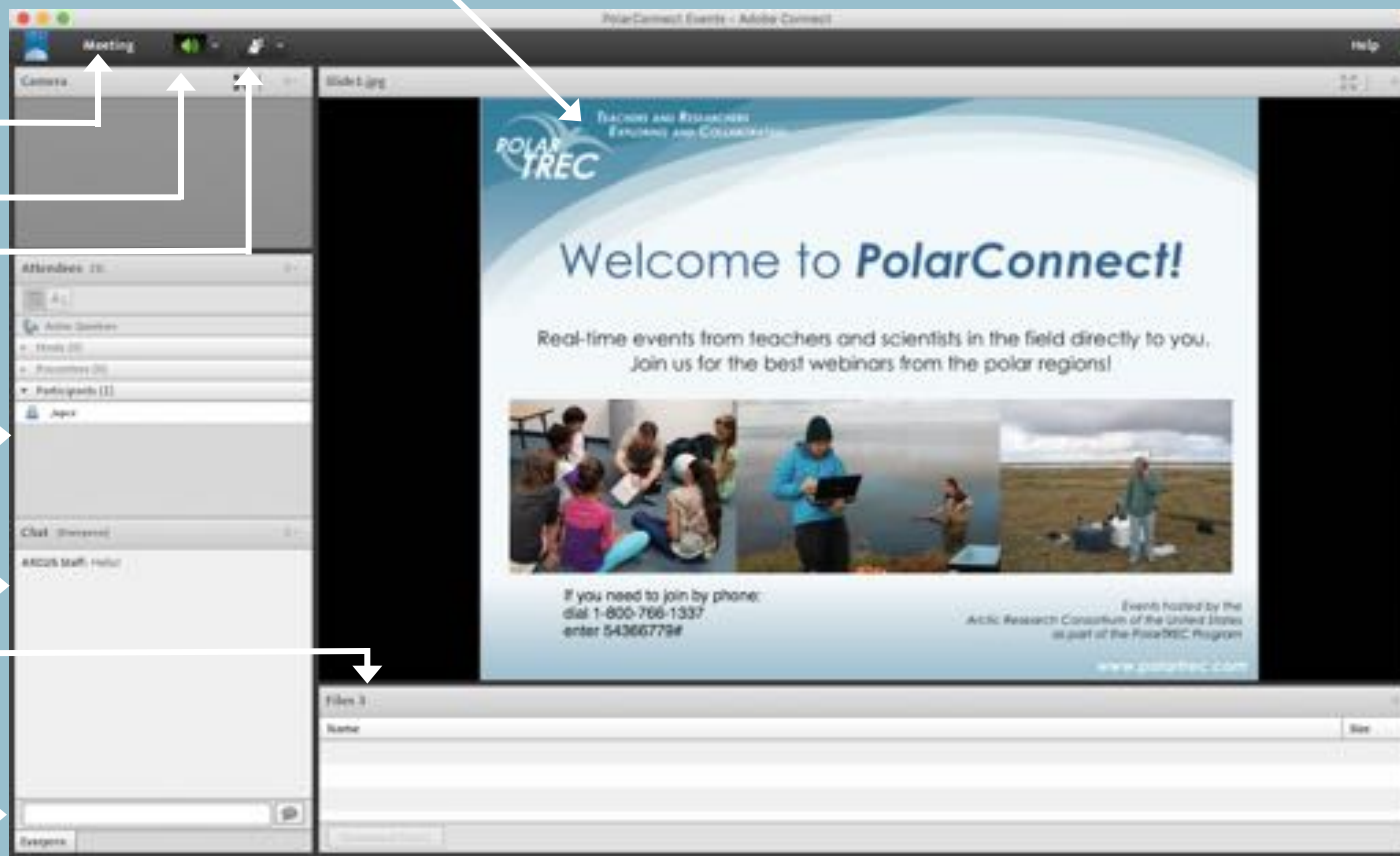 PolarConnect Events - Adobe Connect
Meeting
Help
Camera
Slide1.jpg
TEACHERS AND RESEARCHERS
EXPLORING AND COLLABORATING
POLAR
TREC
Welcome to PolarConnect!
Real-time events from teachers and scientists in the field directly to you.
Join us for the best webinars from the polar regions!
If you need to join by phone:
dial 1-800-766-1337
enter 54366779#
Events hosted by the
Arctic Research Consortium of the United States
as part of the PolarTREC Program
www.polartrec.com
Attendees
Active Speakers
Hosts (0)
Presenters (0)
Participants (1)
Chat (Everyone)
ARCUS Staff: Hello!
Everyone
Files 3
Name
Size